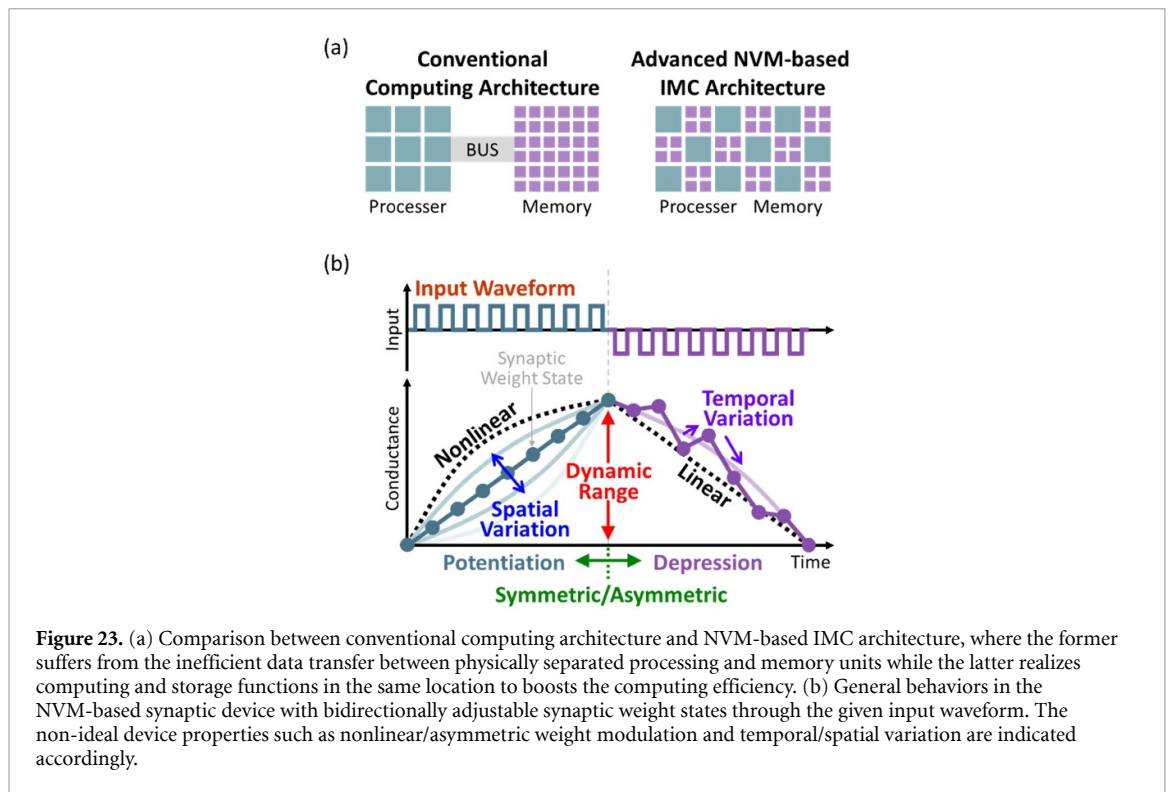 (a)
Conventional
Computing Architecture
Advanced NVM-based
IMC Architecture
BUS
Processer
Memory
Processer
Memory
(b)
Input Waveform
Input
Synaptic
Weight State
Conductance
Nonlinear
Spatial
Variation
Dynamic
Range
Temporal
Variation
Linear
Potentiation
Depression
Time
Symmetric/Asymmetric
Figure 23. (a) Comparison between conventional computing architecture and NVM-based IMC architecture, where the former
suffers from the inefficient data transfer between physically separated processing and memory units while the latter realizes
computing and storage functions in the same location to boosts the computing efficiency. (b) General behaviors in the
NVM-based synaptic device with bidirectionally adjustable synaptic weight states through the given input waveform. The
non-ideal device properties such as nonlinear/asymmetric weight modulation and temporal/spatial variation are indicated
accordingly.